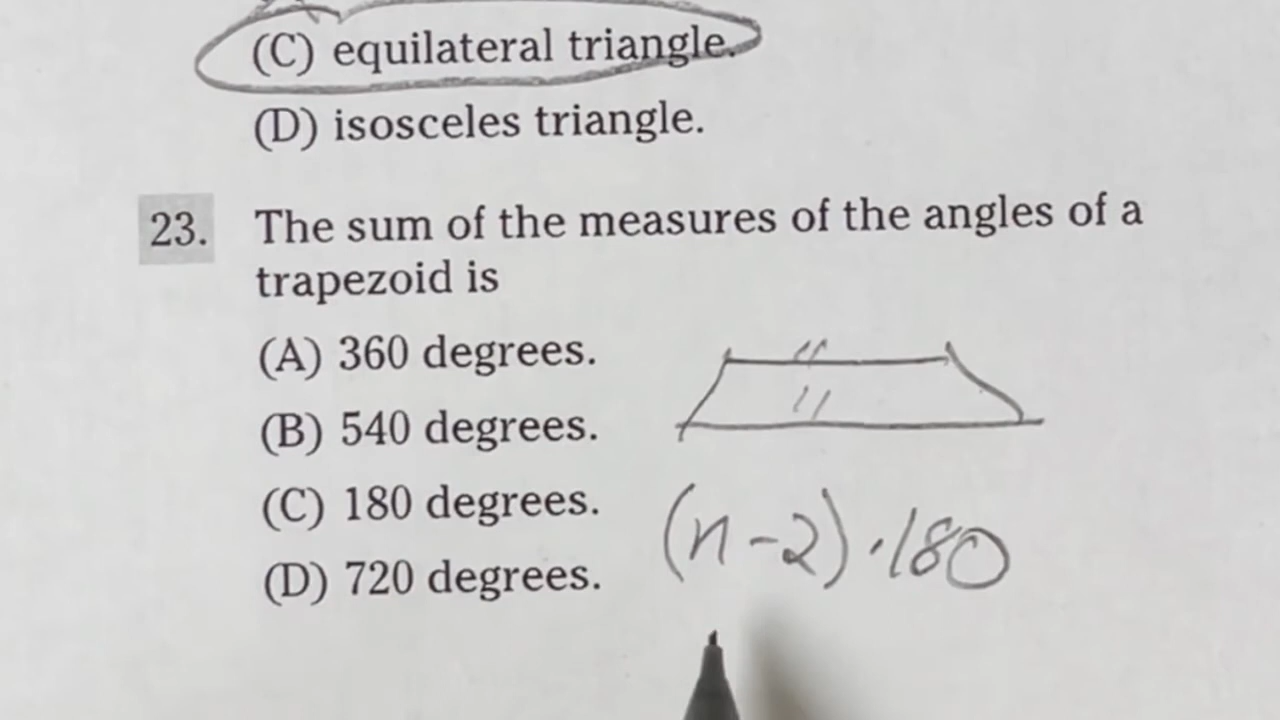 (C) equilateral triangle.
(D) isosceles triangle.
23. The sum of the measures of the angles of a
trapezoid is
(A) 360 degrees.
(B) 540 degrees.
(C) 180 degrees.
(D) 720 degrees.
(n-2)·180